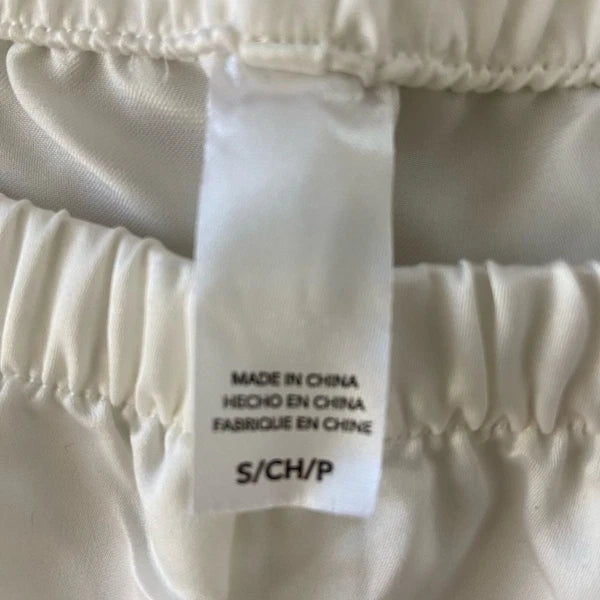 MADE IN CHINA
HECHO EN CHINA
FABRIQUE EN CHINE
S/CH/P